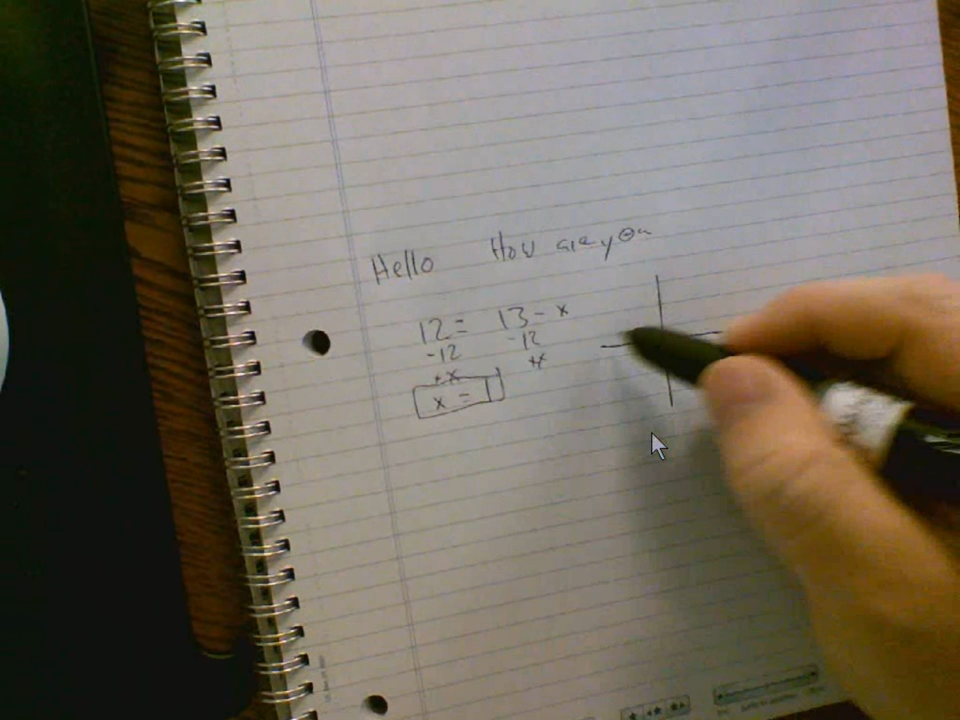 Hello How are you
12 = 13 - x
-12 -12
+x +x
x = 1